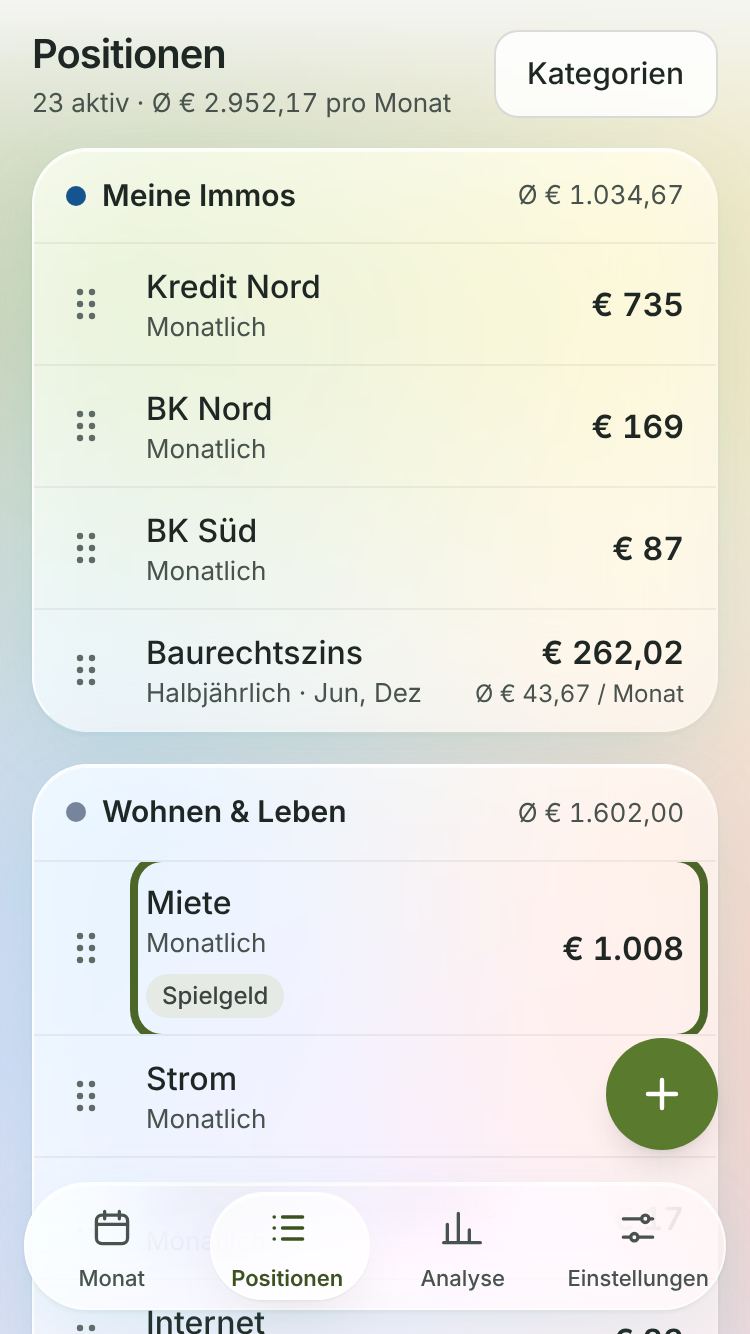 Positionen
Kategorien
23 aktiv · Ø € 2.952,17 pro Monat
Meine Immos
Ø € 1.034,67
Kredit Nord
Monatlich
€ 735
BK Nord
Monatlich
€ 169
BK Süd
Monatlich
€ 87
Baurechtszins
€ 262,02
Halbjährlich · Jun, Dez
Ø € 43,67 / Monat
Wohnen & Leben
Ø € 1.602,00
Miete
Monatlich
€ 1.008
Spielgeld
Strom
Monatlich
Monat
Positionen
Analyse
Einstellungen
Internet